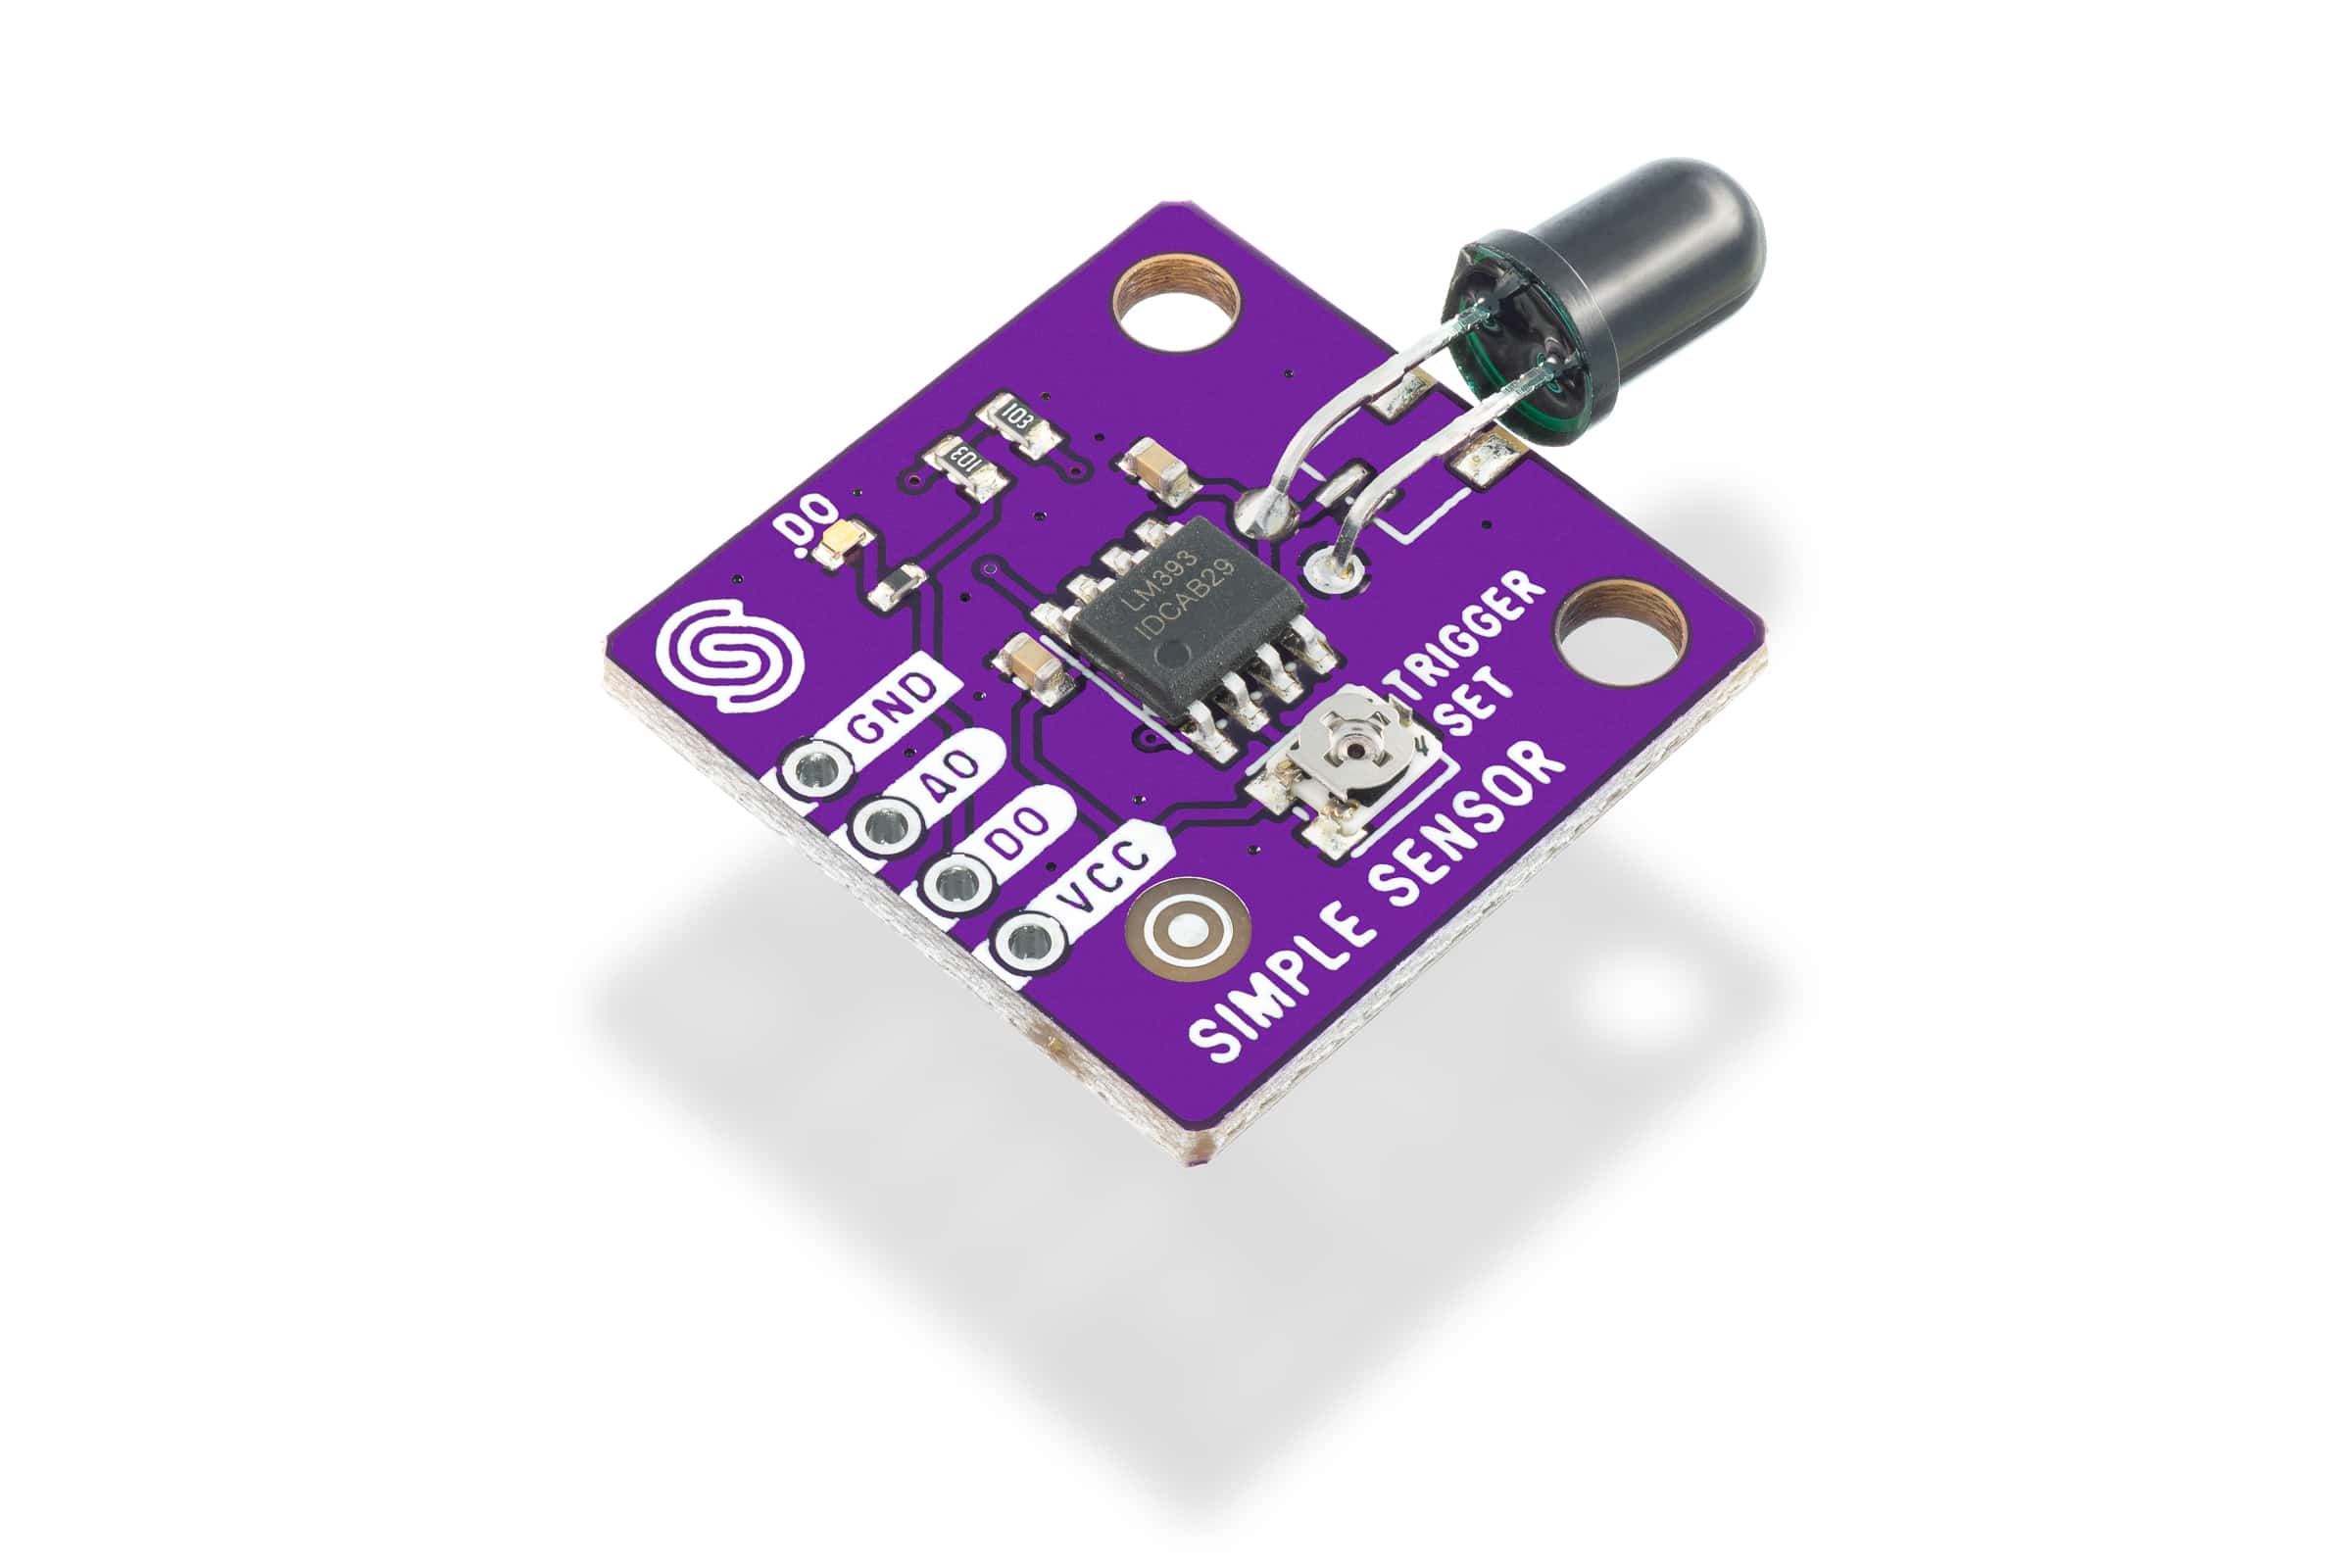 103
103
DO
LM393
IDCAB29
TRIGGER
SET
GND
AO
DO
VCC
SIMPLE SENSOR